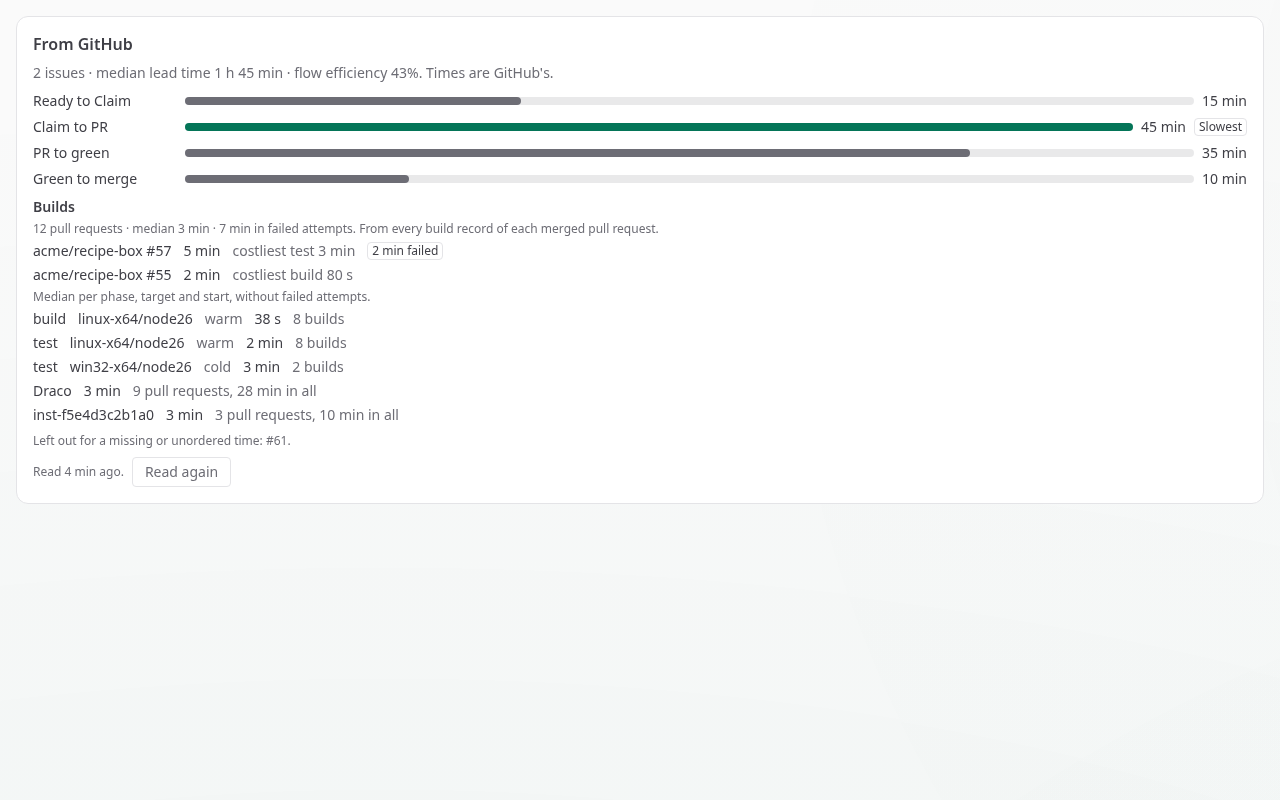 From GitHub
2 issues · median lead time 1 h 45 min · flow efficiency 43%. Times are GitHub's.
Ready to Claim 15 min
Claim to PR 45 min Slowest
PR to green 35 min
Green to merge 10 min
Builds
12 pull requests · median 3 min · 7 min in failed attempts. From every build record of each merged pull request.
acme/recipe-box #57 5 min costliest test 3 min 2 min failed
acme/recipe-box #55 2 min costliest build 80 s
Median per phase, target and start, without failed attempts.
build linux-x64/node26 warm 38 s 8 builds
test linux-x64/node26 warm 2 min 8 builds
test win32-x64/node26 cold 3 min 2 builds
Draco 3 min 9 pull requests, 28 min in all
inst-f5e4d3c2b1a0 3 min 3 pull requests, 10 min in all
Left out for a missing or unordered time: #61.
Read 4 min ago. Read again